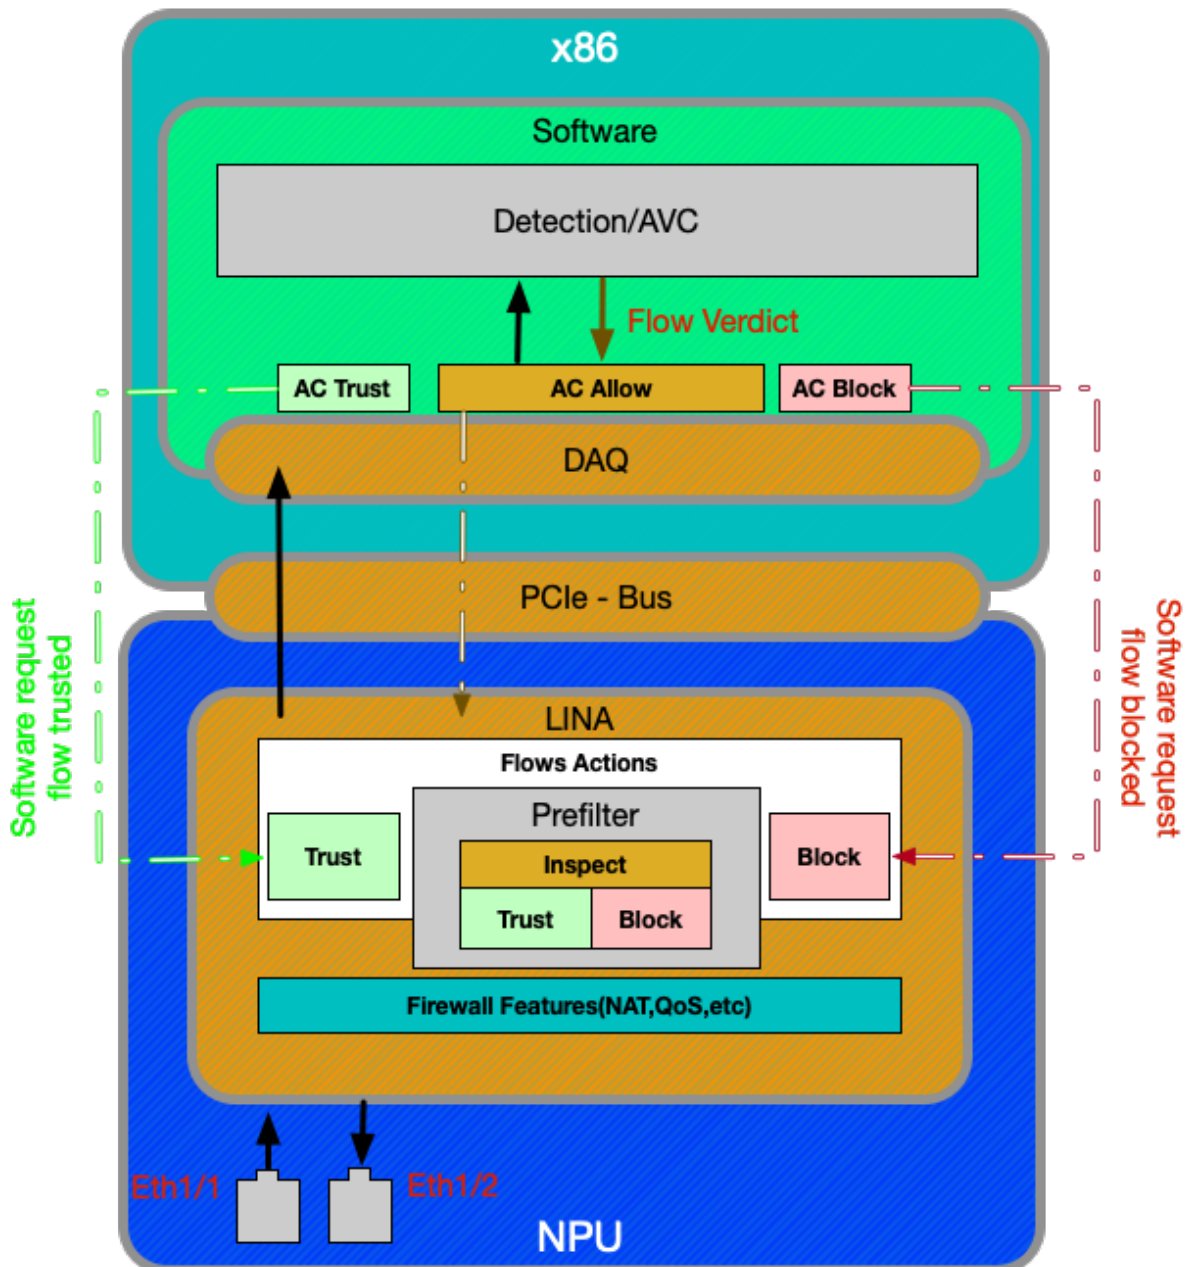 x86
Software
Detection/AVC
Flow Verdict
AC Trust
AC Allow
AC Block
DAQ
PCIe - Bus
Software request
flow trusted
Software request
flow blocked
LINA
Flows Actions
Prefilter
Trust
Inspect
Block
Trust
Block
Firewall Features(NAT,QoS,etc)
Eth1/1
Eth1/2
NPU